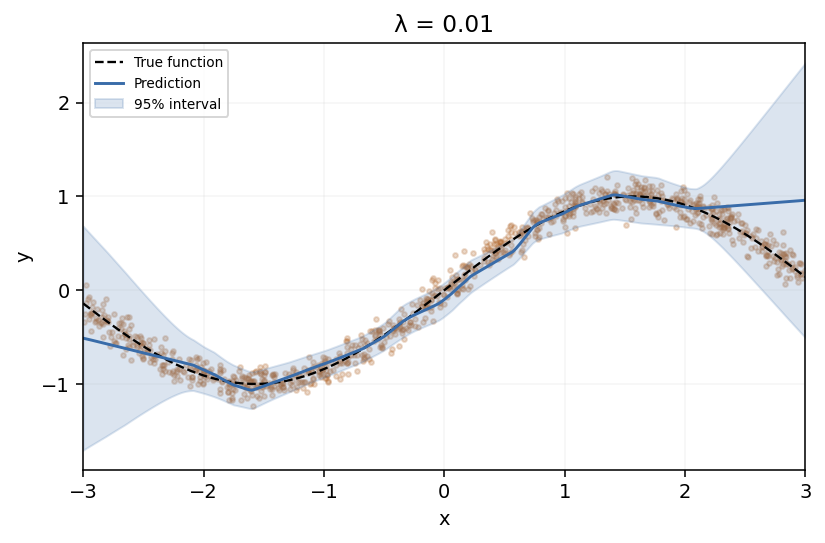 λ = 0.01
True function
Prediction
95% interval
y
2
1
0
−1
−3 −2 −1 0 1 2 3
x